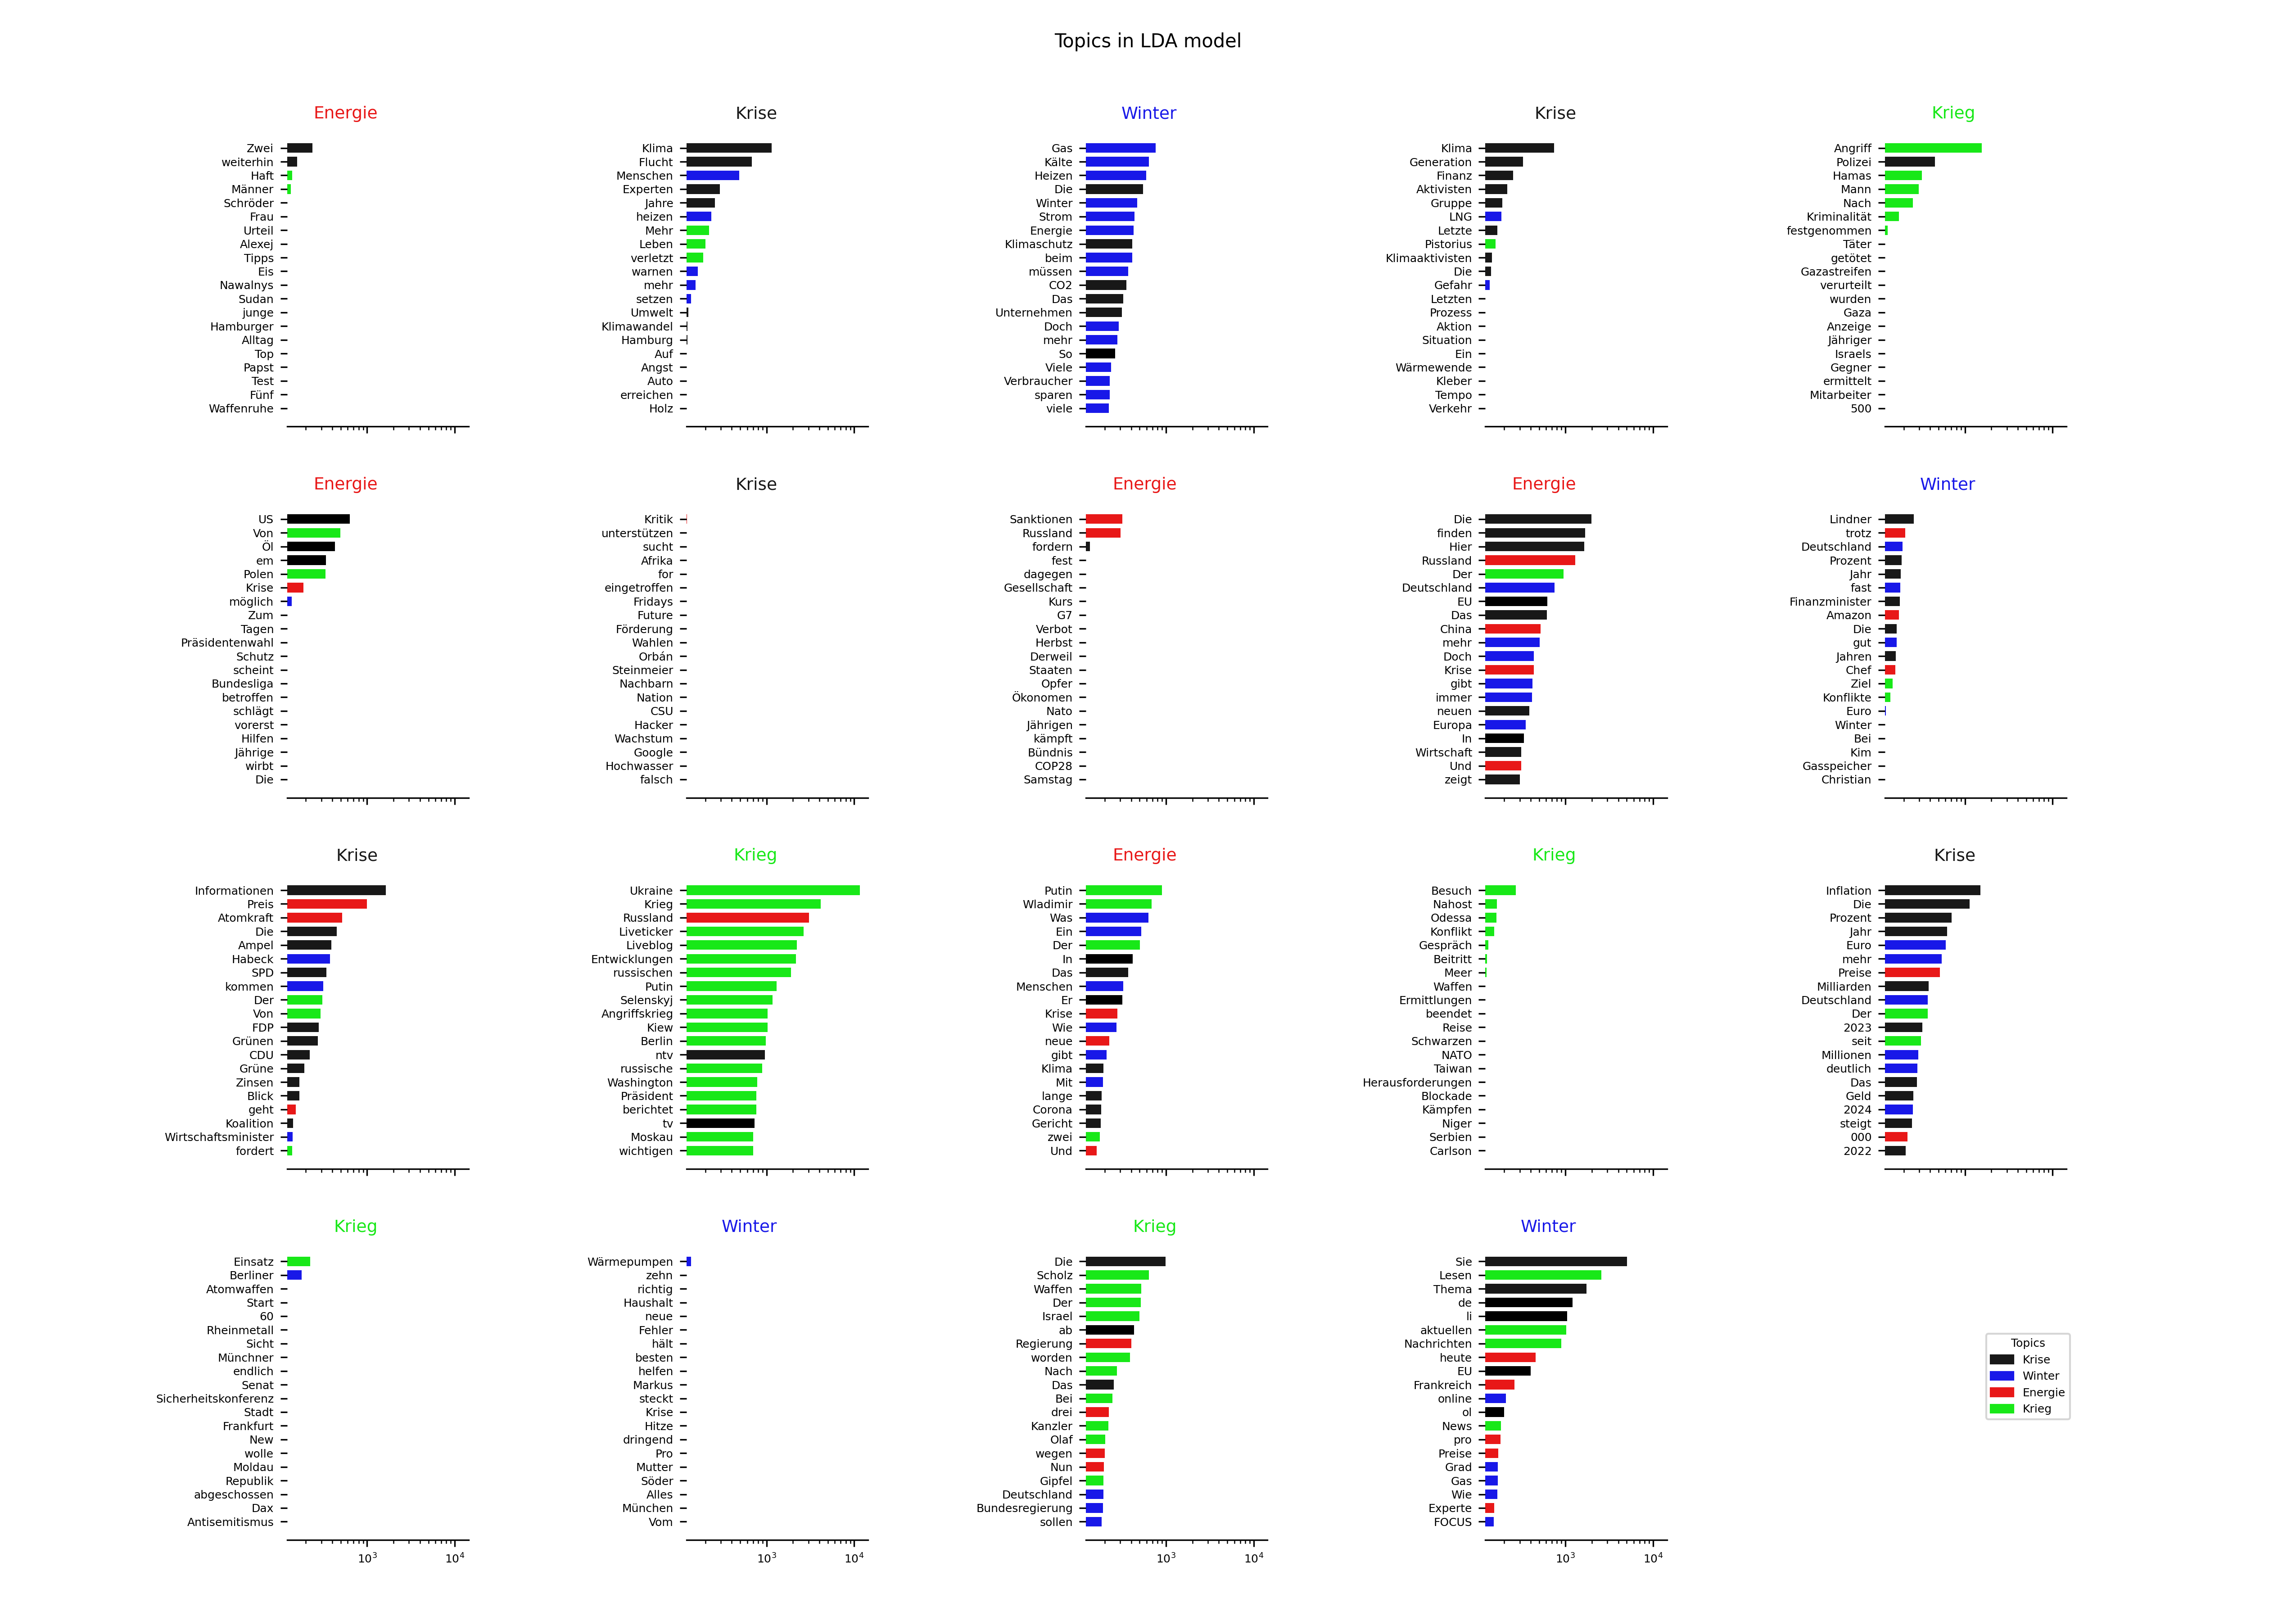 Topics in LDA model
Energie
Zwei
weiterhin
Haft
Männer
Schröder
Frau
Urteil
Alexej
Tipps
Eis
Nawalnys
Sudan
junge
Hamburger
Alltag
Top
Papst
Test
Fünf
Waffenruhe
Krise
Klima
Flucht
Menschen
Experten
Jahre
heizen
Mehr
Leben
verletzt
warnen
mehr
setzen
Umwelt
Klimawandel
Hamburg
Auf
Angst
Auto
erreichen
Holz
Winter
Gas
Kälte
Heizen
Die
Winter
Strom
Energie
Klimaschutz
beim
müssen
CO2
Das
Unternehmen
Doch
mehr
So
Viele
Verbraucher
sparen
viele
Krise
Klima
Generation
Finanz
Aktivisten
Gruppe
LNG
Letzte
Pistorius
Klimaaktivisten
Die
Gefahr
Letzten
Prozess
Aktion
Situation
Ein
Wärmewende
Kleber
Tempo
Verkehr
Krieg
Angriff
Polizei
Hamas
Mann
Nach
Kriminalität
festgenommen
Täter
getötet
Gazastreifen
verurteilt
wurden
Gaza
Anzeige
Jähriger
Israels
Gegner
ermittelt
Mitarbeiter
500
Energie
US
Von
Öl
em
Polen
Krise
möglich
Zum
Tagen
Präsidentenwahl
Schutz
scheint
Bundesliga
betroffen
schlägt
vorerst
Hilfen
Jährige
wirbt
Die
Krise
Kritik
unterstützen
sucht
Afrika
for
eingetroffen
Fridays
Future
Förderung
Wahlen
Orbán
Steinmeier
Nachbarn
Nation
CSU
Hacker
Wachstum
Google
Hochwasser
falsch
Energie
Sanktionen
Russland
fordern
fest
dagegen
Gesellschaft
Kurs
G7
Verbot
Herbst
Derweil
Staaten
Opfer
Ökonomen
Nato
Jährigen
kämpft
Bündnis
COP28
Samstag
Energie
Die
finden
Hier
Russland
Der
Deutschland
EU
Das
China
mehr
Doch
Krise
gibt
immer
neuen
Europa
In
Wirtschaft
Und
zeigt
Winter
Lindner
trotz
Deutschland
Prozent
Jahr
fast
Finanzminister
Amazon
Die
gut
Jahren
Chef
Ziel
Konflikte
Euro
Winter
Bei
Kim
Gasspeicher
Christian
Krise
Informationen
Preis
Atomkraft
Die
Ampel
Habeck
SPD
kommen
Der
Von
FDP
Grünen
CDU
Grüne
Zinsen
Blick
geht
Koalition
Wirtschaftsminister
fordert
Krieg
Ukraine
Krieg
Russland
Liveticker
Liveblog
Entwicklungen
russischen
Putin
Selenskyj
Angriffskrieg
Kiew
Berlin
ntv
russische
Washington
Präsident
berichtet
tv
Moskau
wichtigen
Energie
Putin
Wladimir
Was
Ein
Der
In
Das
Menschen
Er
Krise
Wie
neue
gibt
Klima
Mit
lange
Corona
Gericht
zwei
Und
Krieg
Besuch
Nahost
Odessa
Konflikt
Gespräch
Beitritt
Meer
Waffen
Ermittlungen
beendet
Reise
Schwarzen
NATO
Taiwan
Herausforderungen
Blockade
Kämpfen
Niger
Serbien
Carlson
Krise
Inflation
Die
Prozent
Jahr
Euro
mehr
Preise
Milliarden
Deutschland
Der
2023
seit
Millionen
deutlich
Das
Geld
2024
steigt
000
2022
Krieg
Einsatz
Berliner
Atomwaffen
Start
60
Rheinmetall
Sicht
Münchner
endlich
Senat
Sicherheitskonferenz
Stadt
Frankfurt
New
wolle
Moldau
Republik
abgeschossen
Dax
Antisemitismus
10³ 10⁴
Winter
Wärmepumpen
zehn
richtig
Haushalt
neue
Fehler
hält
besten
helfen
Markus
steckt
Krise
Hitze
dringend
Pro
Mutter
Söder
Alles
München
Vom
10³ 10⁴
Krieg
Die
Scholz
Waffen
Der
Israel
ab
Regierung
worden
Nach
Das
Bei
drei
Kanzler
Olaf
wegen
Nun
Gipfel
Deutschland
Bundesregierung
sollen
10³ 10⁴
Winter
Sie
Lesen
Thema
de
li
aktuellen
Nachrichten
heute
EU
Frankreich
online
ol
News
pro
Preise
Grad
Gas
Wie
Experte
FOCUS
10³ 10⁴
Topics
Krise
Winter
Energie
Krieg